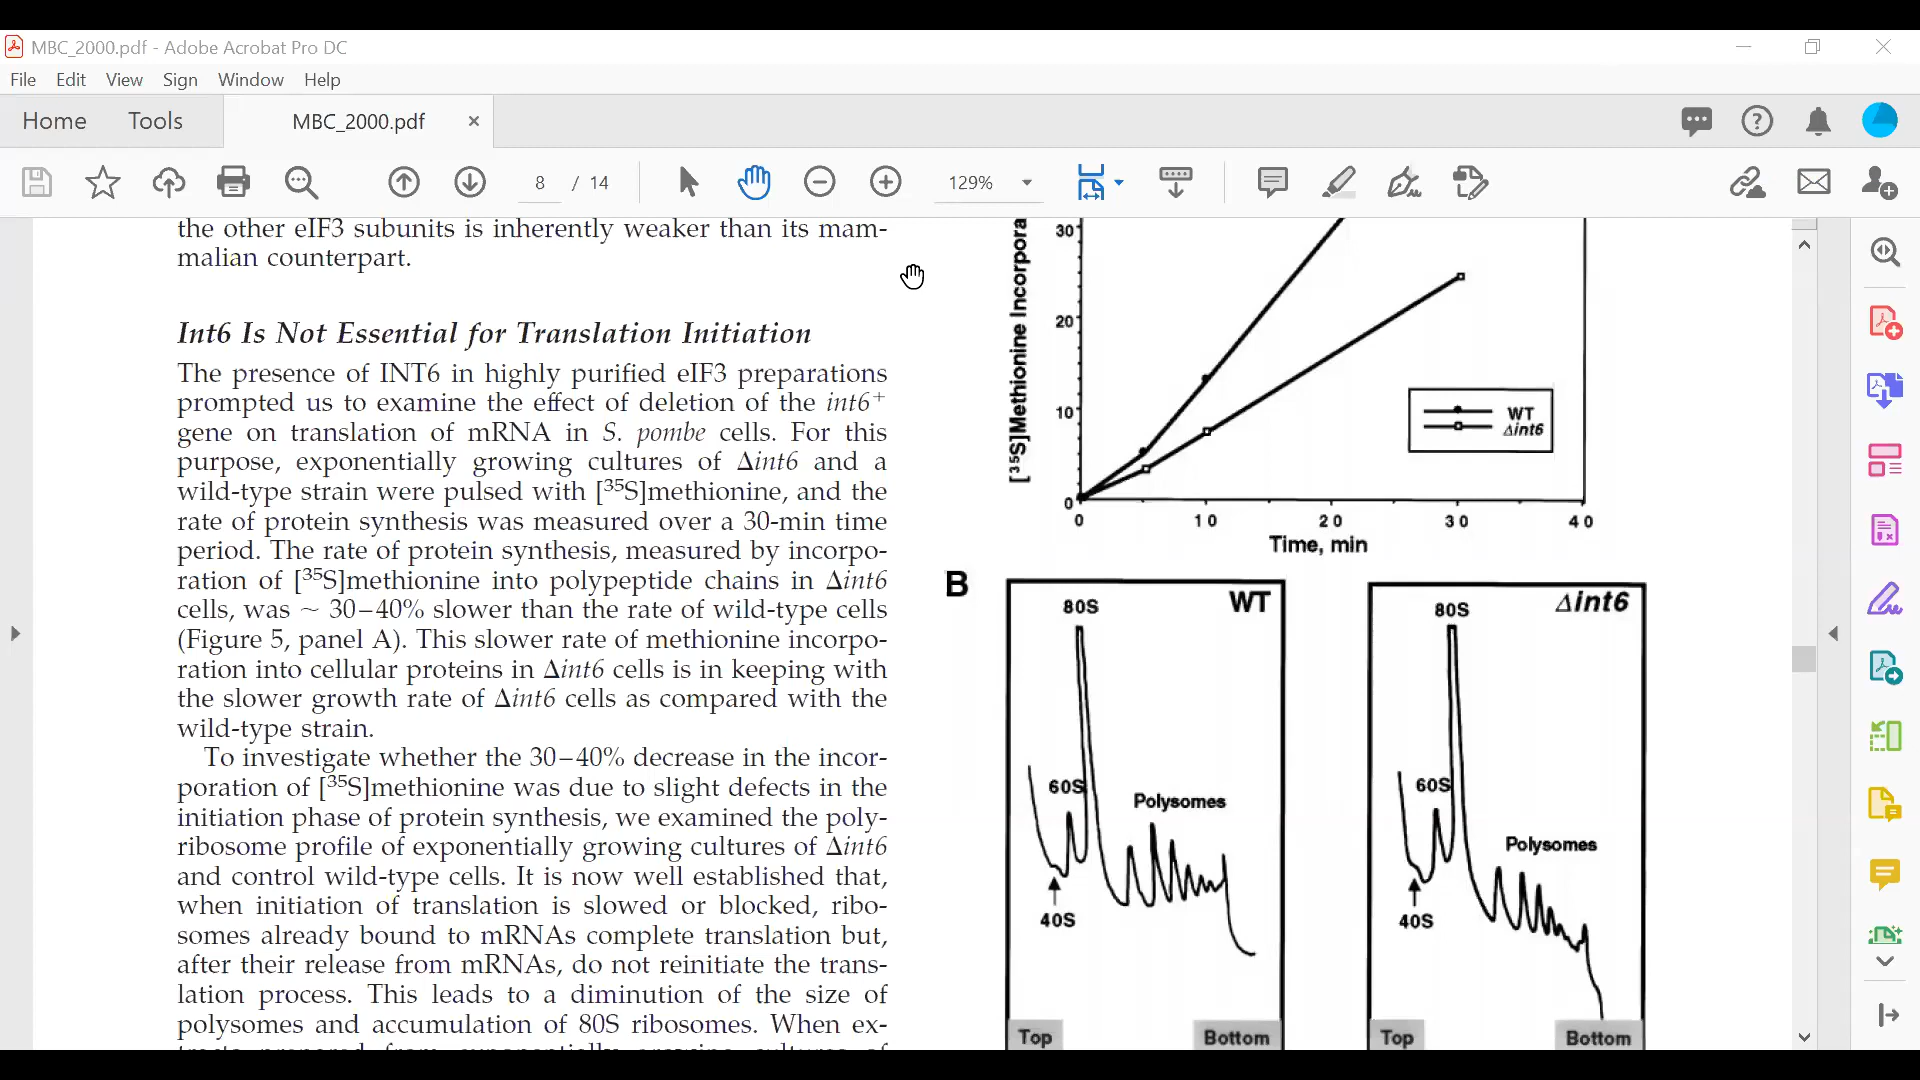 MBC_2000.pdf - Adobe Acrobat Pro DC
File Edit View Sign Window Help
Home Tools MBC_2000.pdf ×
8 / 14 129%
the other eIF3 subunits is inherently weaker than its mam-
malian counterpart.
Int6 Is Not Essential for Translation Initiation
The presence of INT6 in highly purified eIF3 preparations
prompted us to examine the effect of deletion of the int6⁺
gene on translation of mRNA in S. pombe cells. For this
purpose, exponentially growing cultures of Δint6 and a
wild-type strain were pulsed with [³⁵S]methionine, and the
rate of protein synthesis was measured over a 30-min time
period. The rate of protein synthesis, measured by incorpo-
ration of [³⁵S]methionine into polypeptide chains in Δint6
cells, was ~ 30–40% slower than the rate of wild-type cells
(Figure 5, panel A). This slower rate of methionine incorpo-
ration into cellular proteins in Δint6 cells is in keeping with
the slower growth rate of Δint6 cells as compared with the
wild-type strain.
To investigate whether the 30–40% decrease in the incor-
poration of [³⁵S]methionine was due to slight defects in the
initiation phase of protein synthesis, we examined the poly-
ribosome profile of exponentially growing cultures of Δint6
and control wild-type cells. It is now well established that,
when initiation of translation is slowed or blocked, ribo-
somes already bound to mRNAs complete translation but,
after their release from mRNAs, do not reinitiate the trans-
lation process. This leads to a diminution of the size of
polysomes and accumulation of 80S ribosomes. When ex-
tracts prepared from exponentially growing cultures of
[³⁵S]Methionine Incorpora
30
20
10
0
0 10 20 30 40
Time, min
WT
Δint6
B
WT
80S
60S
Polysomes
40S
Top Bottom
Δint6
80S
60S
Polysomes
40S
Top Bottom